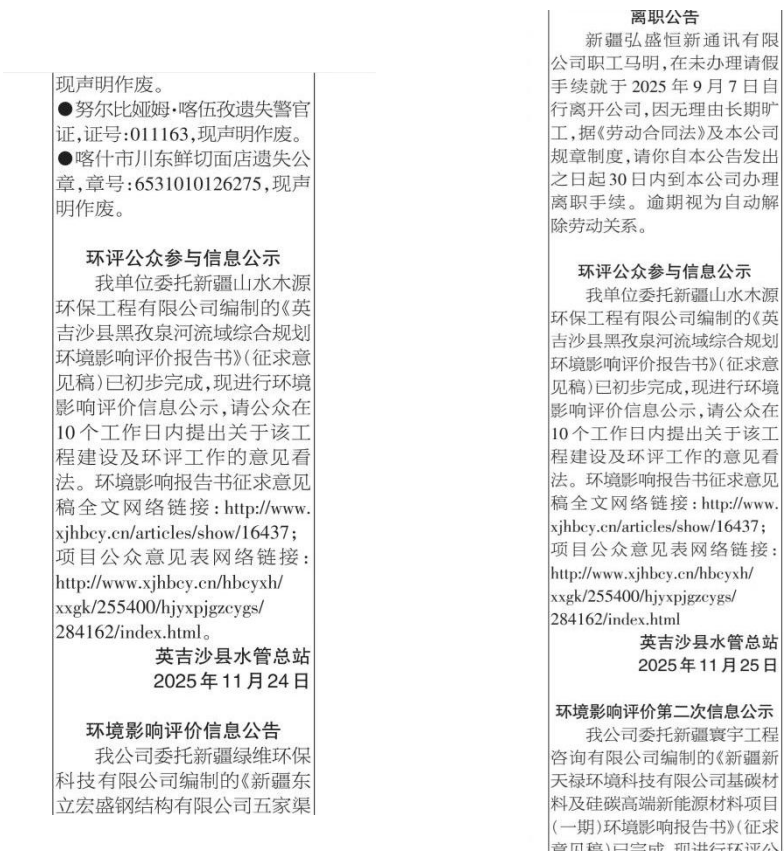 现声明作废。
●努尔比娅姆·喀伍孜遗失警官
证,证号:011163,现声明作废。
●喀什市川东鲜切面店遗失公
章,章号:6531010126275,现声
明作废。
环评公众参与信息公示
我单位委托新疆山水木源
环保工程有限公司编制的《英
吉沙县黑孜泉河流域综合规划
环境影响评价报告书》(征求意
见稿)已初步完成,现进行环境
影响评价信息公示,请公众在
10个工作日内提出关于该工
程建设及环评工作的意见看
法。环境影响报告书征求意见
稿全文网络链接:http://www.
xjhbcy.cn/articles/show/16437;
项目公众意见表网络链接:
http://www.xjhbcy.cn/hbcyxh/
xxgk/255400/hjyxpjgzcygs/
284162/index.html。
英吉沙县水管总站
2025年11月24日
环境影响评价信息公告
我公司委托新疆绿维环保
科技有限公司编制的《新疆东
立宏盛钢结构有限公司五家渠
离职公告
新疆弘盛恒新通讯有限
公司职工马明,在未办理请假
手续就于2025年9月7日自
行离开公司,因无理由长期旷
工,据《劳动合同法》及本公司
规章制度,请你自本公告发出
之日起30日内到本公司办理
离职手续。逾期视为自动解
除劳动关系。
环评公众参与信息公示
我单位委托新疆山水木源
环保工程有限公司编制的《英
吉沙县黑孜泉河流域综合规划
环境影响评价报告书》(征求意
见稿)已初步完成,现进行环境
影响评价信息公示,请公众在
10个工作日内提出关于该工
程建设及环评工作的意见看
法。环境影响报告书征求意见
稿全文网络链接:http://www.
xjhbcy.cn/articles/show/16437;
项目公众意见表网络链接:
http://www.xjhbcy.cn/hbcyxh/
xxgk/255400/hjyxpjgzcygs/
284162/index.html
英吉沙县水管总站
2025年11月25日
环境影响评价第二次信息公示
我公司委托新疆寰宇工程
咨询有限公司编制的《新疆新
天禄环境科技有限公司基碳材
料及硅碳高端新能源材料项目
(一期)环境影响报告书》(征求
意见稿)已完成,现进行环评公